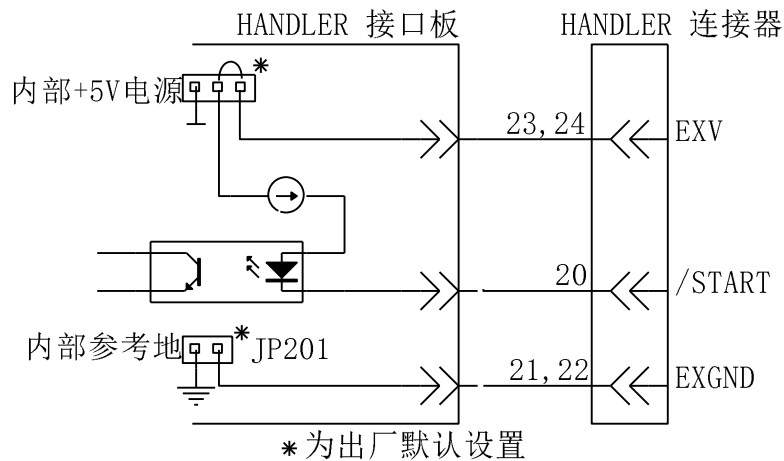 HANDLER 接口板
HANDLER 连接器
*
内部+5V电源
23,24
EXV
20
/START
*
内部参考地
JP201
21,22
EXGND
*为出厂默认设置